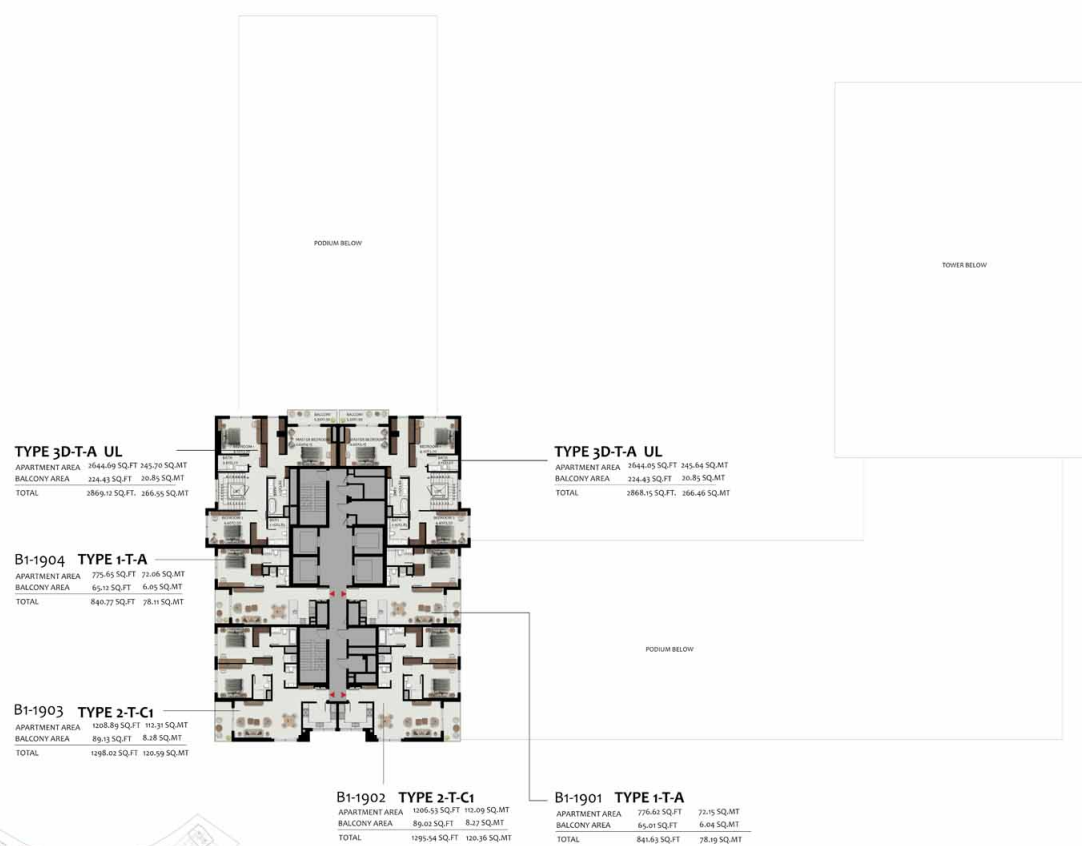 PODIUM BELOW
TOWER BELOW
TYPE 3D-T-A UL
APARTMENT AREA 2644.69 SQ.FT 245.70 SQ.MT
BALCONY AREA 224.43 SQ.FT 20.85 SQ.MT
TOTAL 2869.12 SQ.FT. 266.55 SQ.MT
TYPE 3D-T-A UL
APARTMENT AREA 2644.05 SQ.FT 245.64 SQ.MT
BALCONY AREA 224.43 SQ.FT 20.85 SQ.MT
TOTAL 2868.15 SQ.FT. 266.46 SQ.MT
BALCONY
BALCONY
MASTER BEDROOM
MASTER BEDROOM
B1-1904 TYPE 1-T-A
APARTMENT AREA 775.65 SQ.FT 72.06 SQ.MT
BALCONY AREA 65.12 SQ.FT 6.05 SQ.MT
TOTAL 840.77 SQ.FT 78.11 SQ.MT
PODIUM BELOW
B1-1903 TYPE 2-T-C1
APARTMENT AREA 1208.89 SQ.FT 112.31 SQ.MT
BALCONY AREA 89.13 SQ.FT 8.28 SQ.MT
TOTAL 1298.02 SQ.FT 120.59 SQ.MT
B1-1902 TYPE 2-T-C1
APARTMENT AREA 1206.53 SQ.FT 112.09 SQ.MT
BALCONY AREA 89.02 SQ.FT 8.27 SQ.MT
TOTAL 1295.54 SQ.FT 120.36 SQ.MT
B1-1901 TYPE 1-T-A
APARTMENT AREA 776.62 SQ.FT 72.15 SQ.MT
BALCONY AREA 65.01 SQ.FT 6.04 SQ.MT
TOTAL 841.63 SQ.FT 78.19 SQ.MT